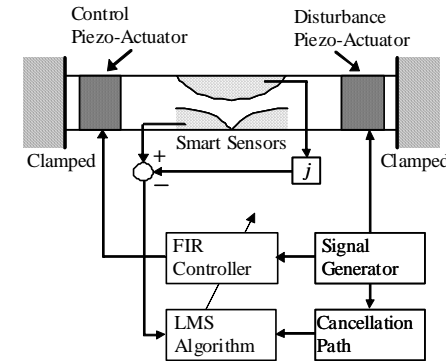 Control
Piezo-Actuator
Disturbance
Piezo-Actuator
Clamped
Smart Sensors
Clamped
+
−
j
FIR
Controller
Signal
Generator
LMS
Algorithm
Cancellation
Path